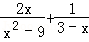 2x/(x² − 9) + 1/(3 − x)